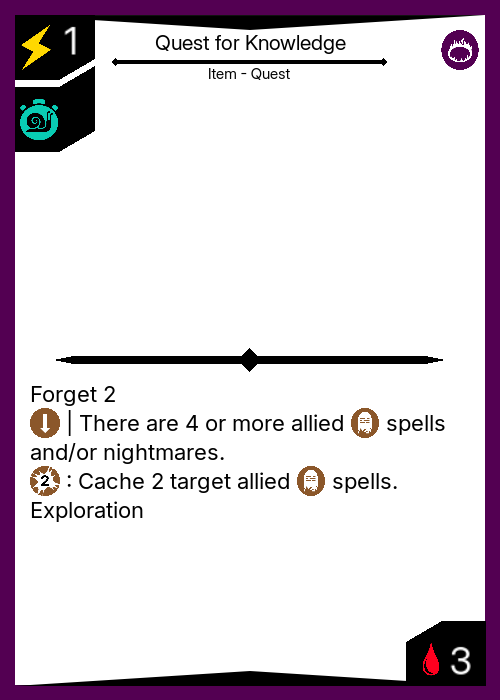 1
Quest for Knowledge
Item - Quest
Forget 2
| There are 4 or more allied spells
and/or nightmares.
2 : Cache 2 target allied spells.
Exploration
3